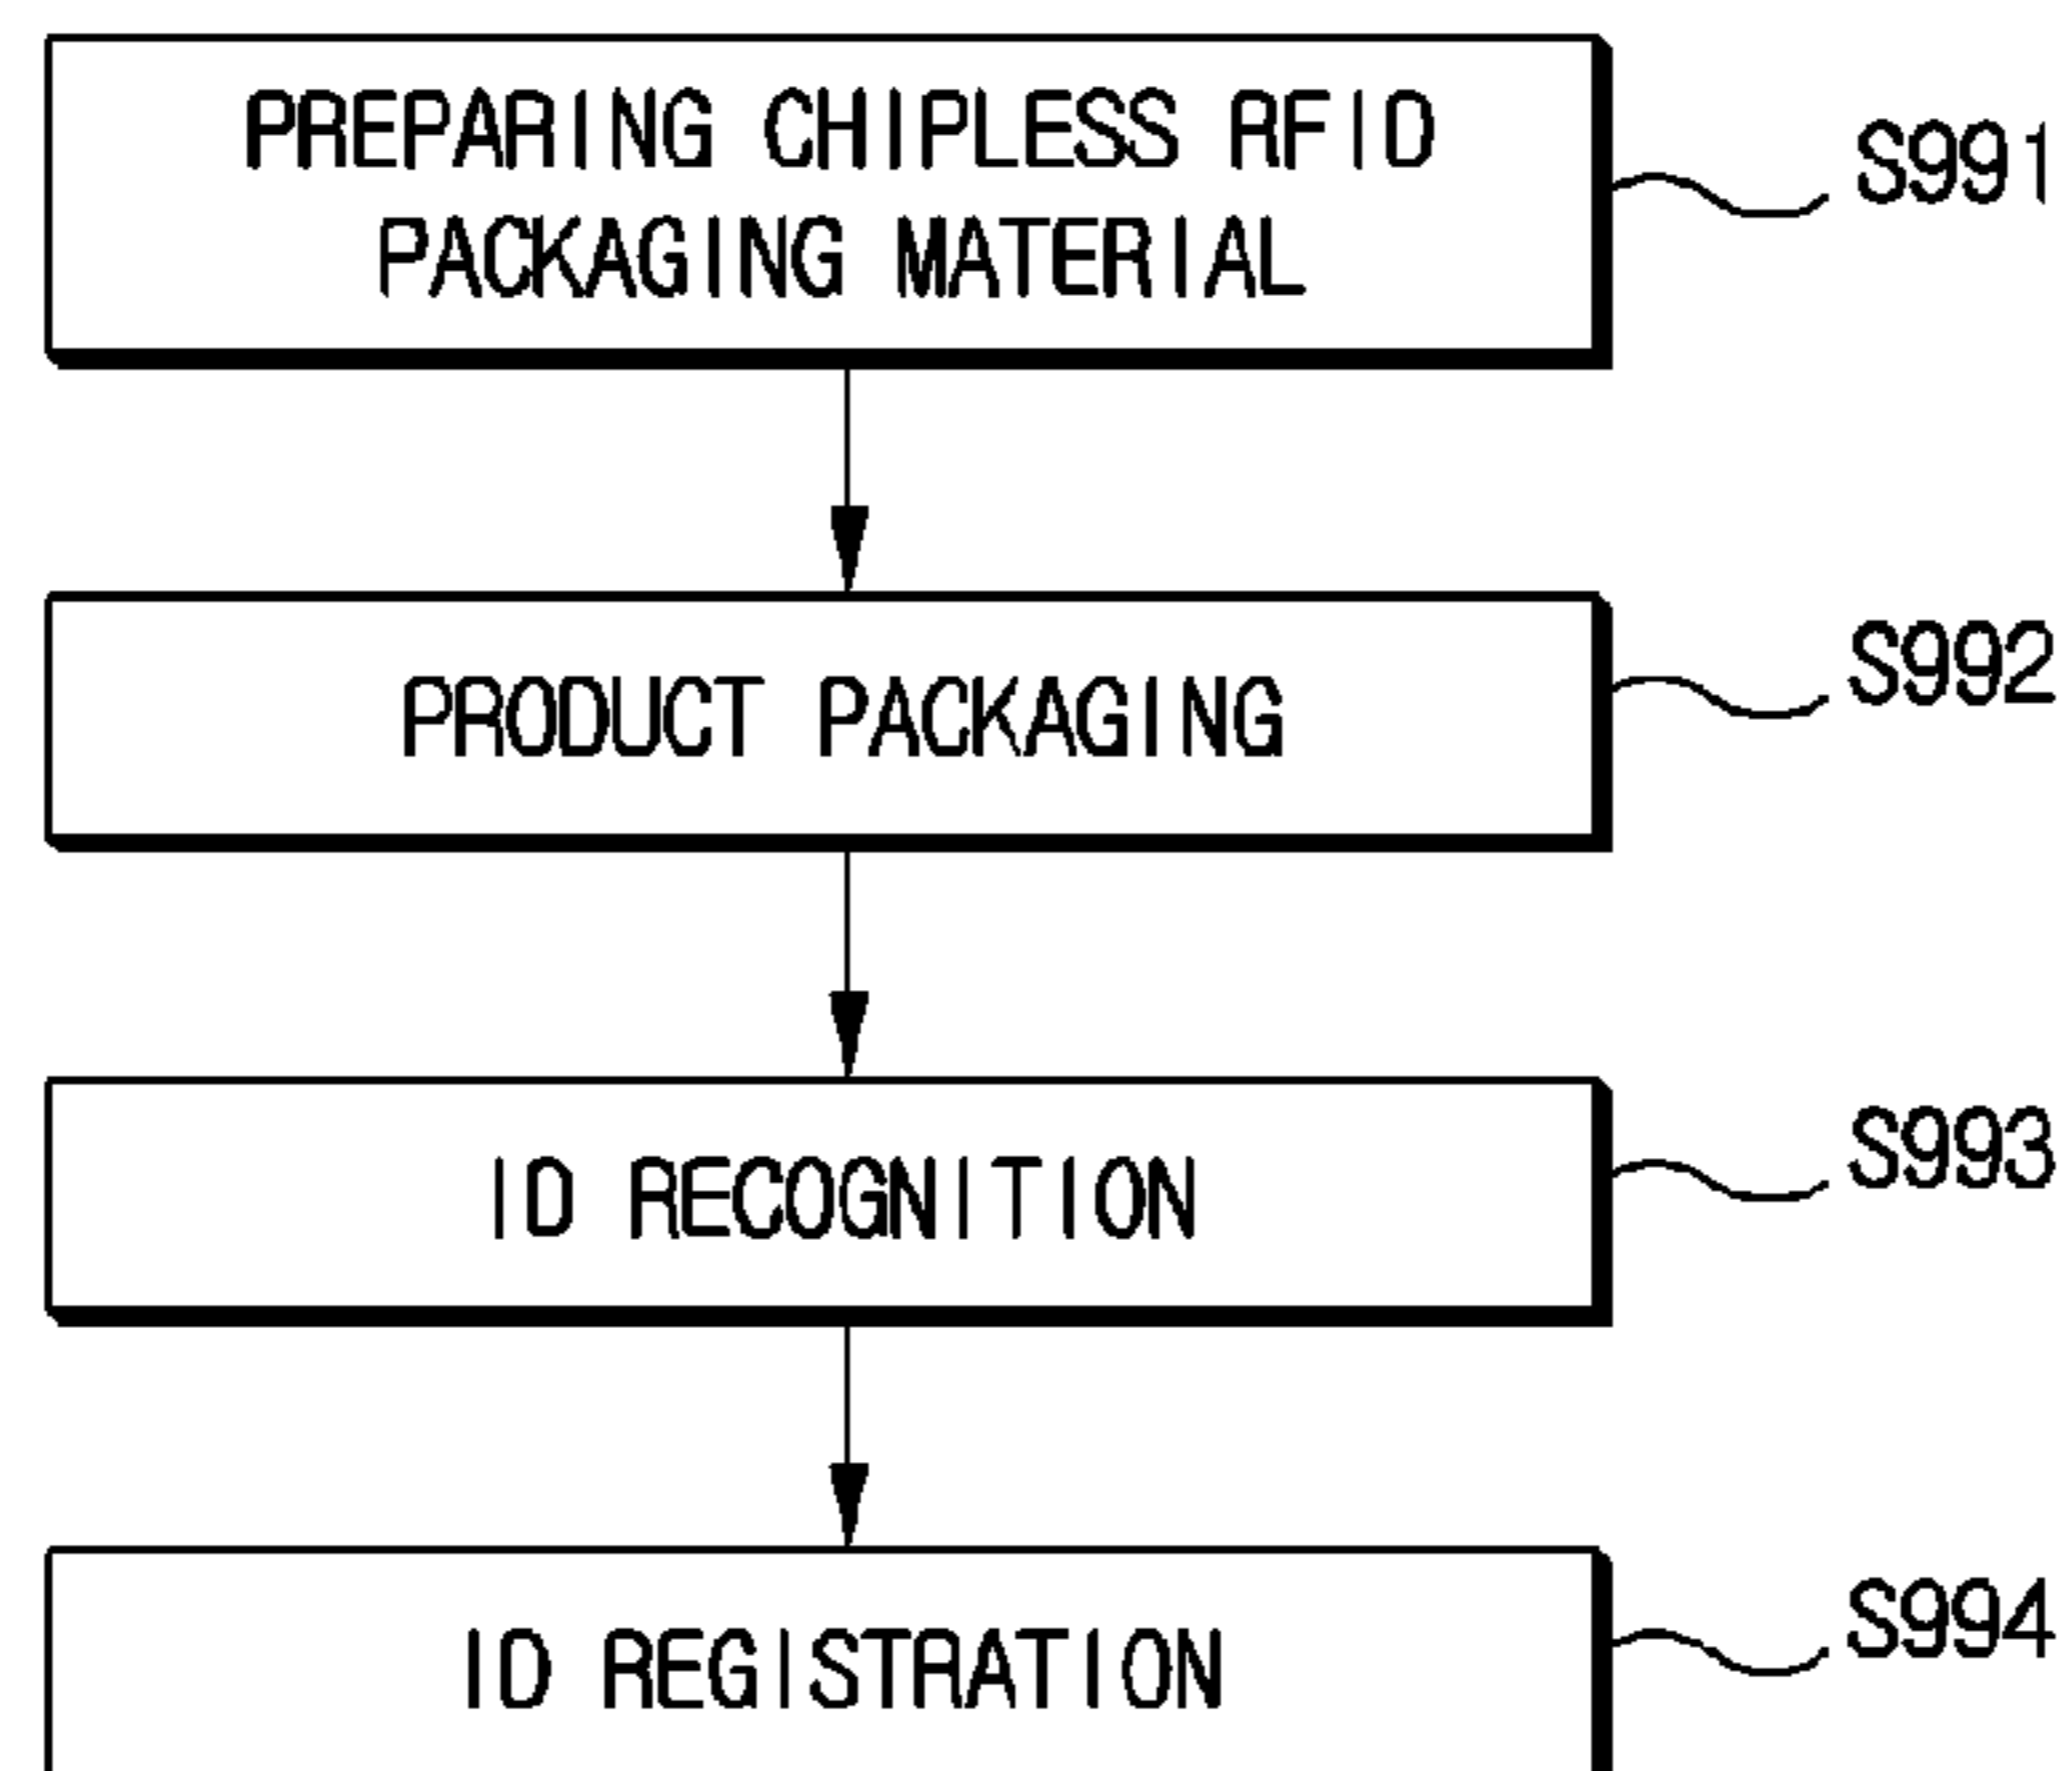 PREPARING CHIPLESS RFID
PACKAGING MATERIAL
S991
PRODUCT PACKAGING
S992
ID RECOGNITION
S993
ID REGISTRATION
S994